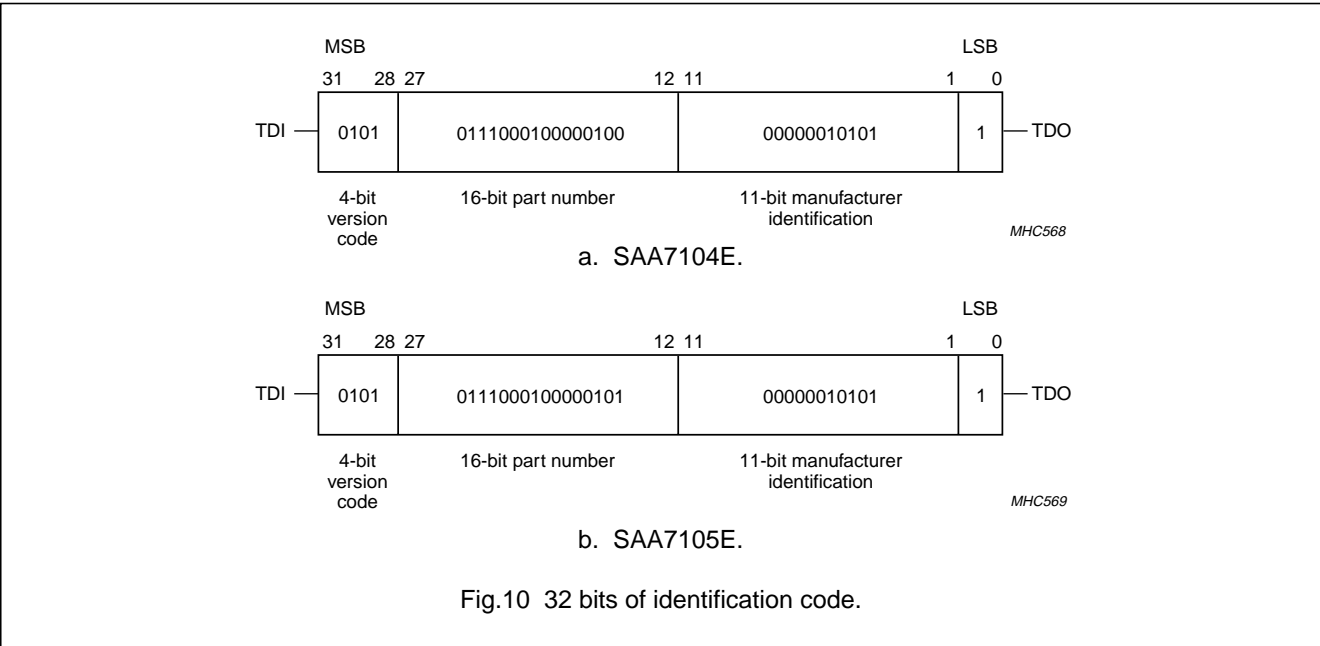 MSB LSB
31 28 27 12 11 1 0
TDI 0101 0111000100000100 00000010101 1 TDO
4-bit version code 16-bit part number 11-bit manufacturer identification
MHC568
a. SAA7104E.
MSB LSB
31 28 27 12 11 1 0
TDI 0101 0111000100000101 00000010101 1 TDO
4-bit version code 16-bit part number 11-bit manufacturer identification
MHC569
b. SAA7105E.
Fig.10 32 bits of identification code.